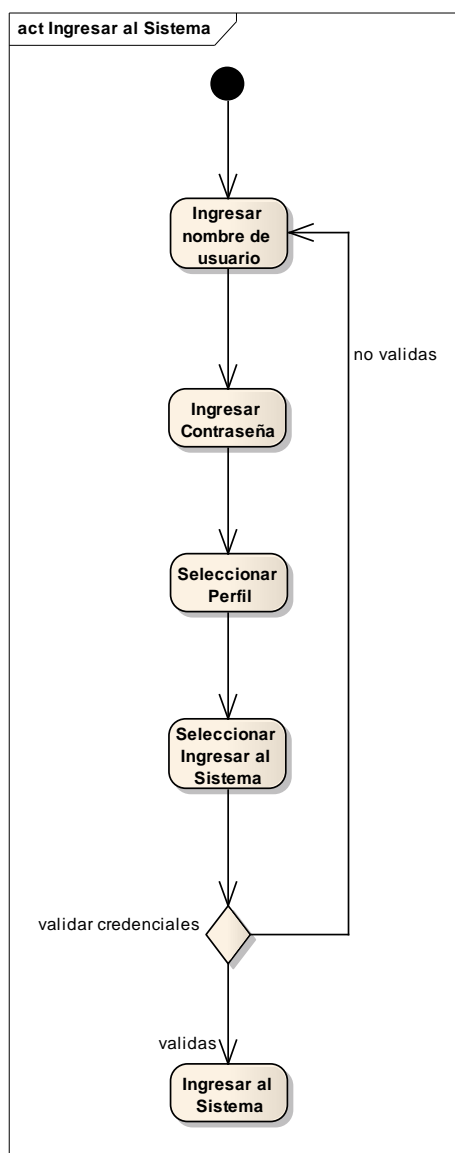 act Ingresar al Sistema
Ingresar
nombre de
usuario
no validas
Ingresar
Contraseña
Seleccionar
Perfil
Seleccionar
Ingresar al
Sistema
validar credenciales
validas
Ingresar al
Sistema